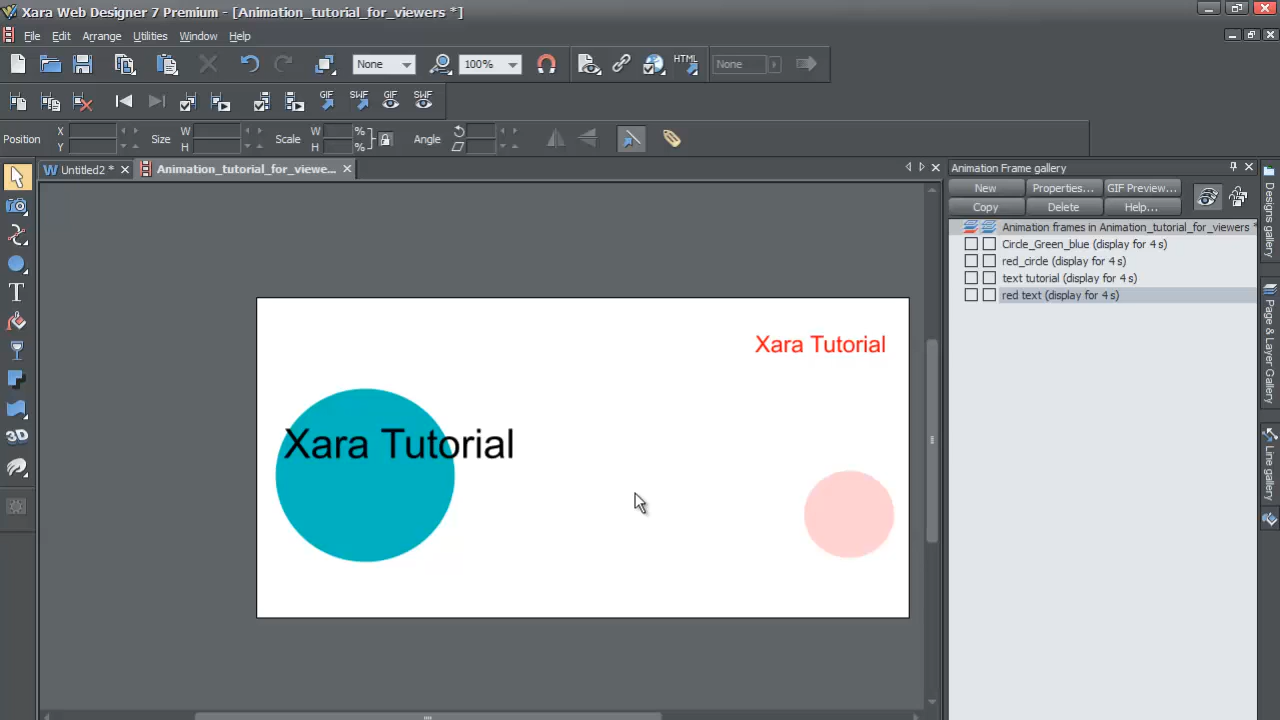 Xara Web Designer 7 Premium - [Animation_tutorial_for_viewers *]
File Edit Arrange Utilities Window Help
None 100% HTML None
GIF SWF GIF SWF
Position X Y Size W H Scale W H % % Angle
Untitled2 * Animation_tutorial_for_viewe...
Animation Frame gallery
New Properties... GIF Preview...
Copy Delete Help...
Animation frames in Animation_tutorial_for_viewers *
Circle_Green_blue (display for 4 s)
red_circle (display for 4 s)
text tutorial (display for 4 s)
red text (display for 4 s)
T
3D
Xara Tutorial
Xara Tutorial
Designs gallery
Page & Layer Gallery
Line gallery